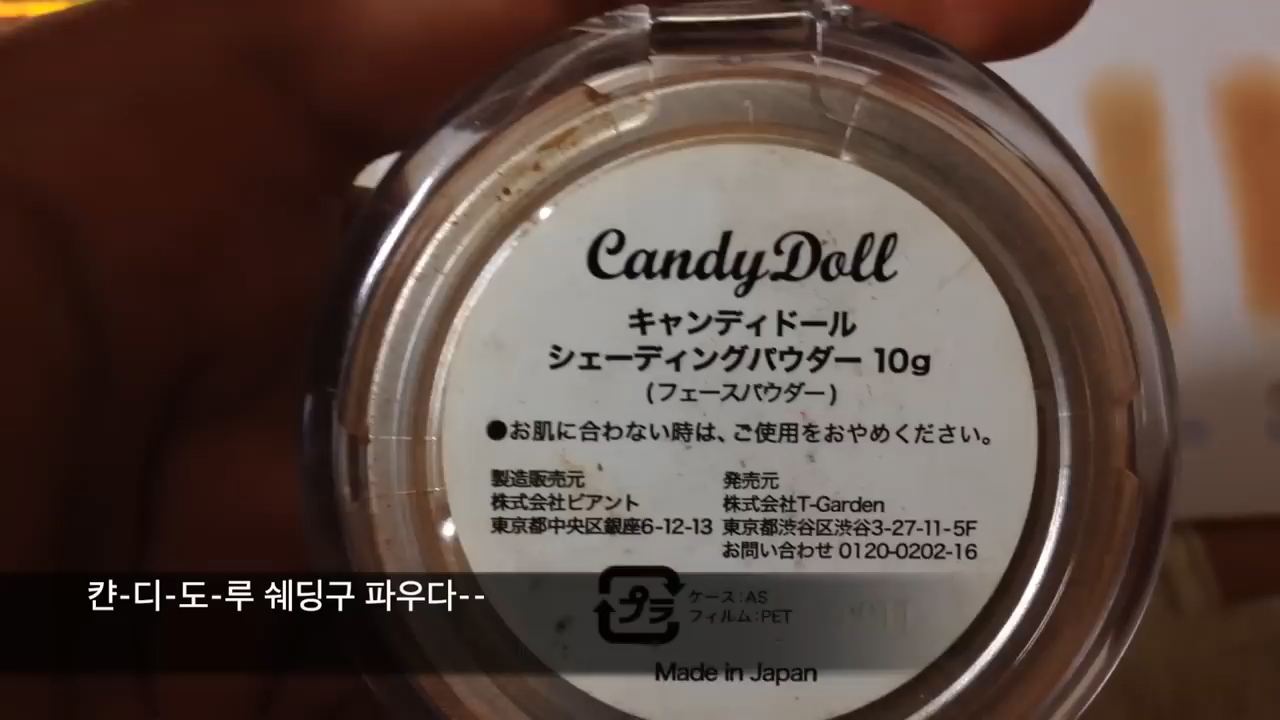 CandyDoll
キャンディドール
シェーディングパウダー 10g
(フェースパウダー)
●お肌に合わない時は、ご使用をおやめください。
製造販売元
株式会社ビアント
東京都中央区銀座6-12-13
発売元
株式会社T-Garden
東京都渋谷区渋谷3-27-11-5F
お問い合わせ 0120-0202-16
プラ
ケース:AS
フィルム:PET
Made in Japan
캰-디-도-루 쉐딩구 파우다--